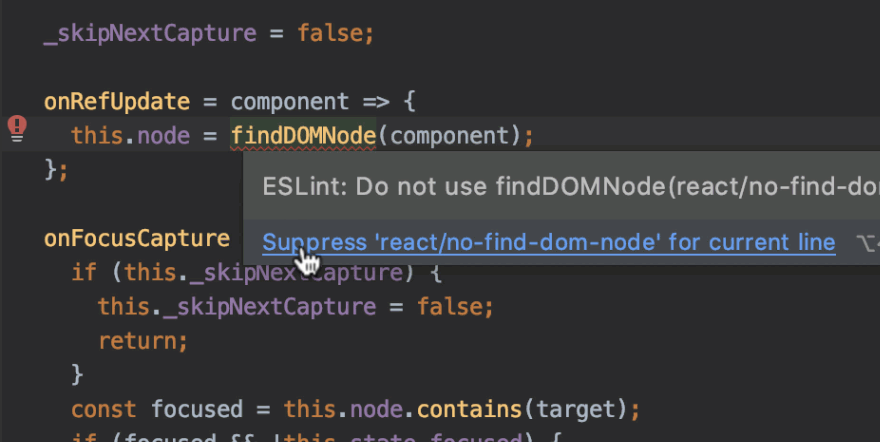 _skipNextCapture = false;
onRefUpdate = component => {
this.node = findDOMNode(component);
};
ESLint: Do not use findDOMNode(react/no-find-do
onFocusCapture
Suppress 'react/no-find-dom-node' for current line ⌥
if (this._skipNextCapture) {
this._skipNextCapture = false;
return;
}
const focused = this.node.contains(target);
if (focused && !this.state.focused) {